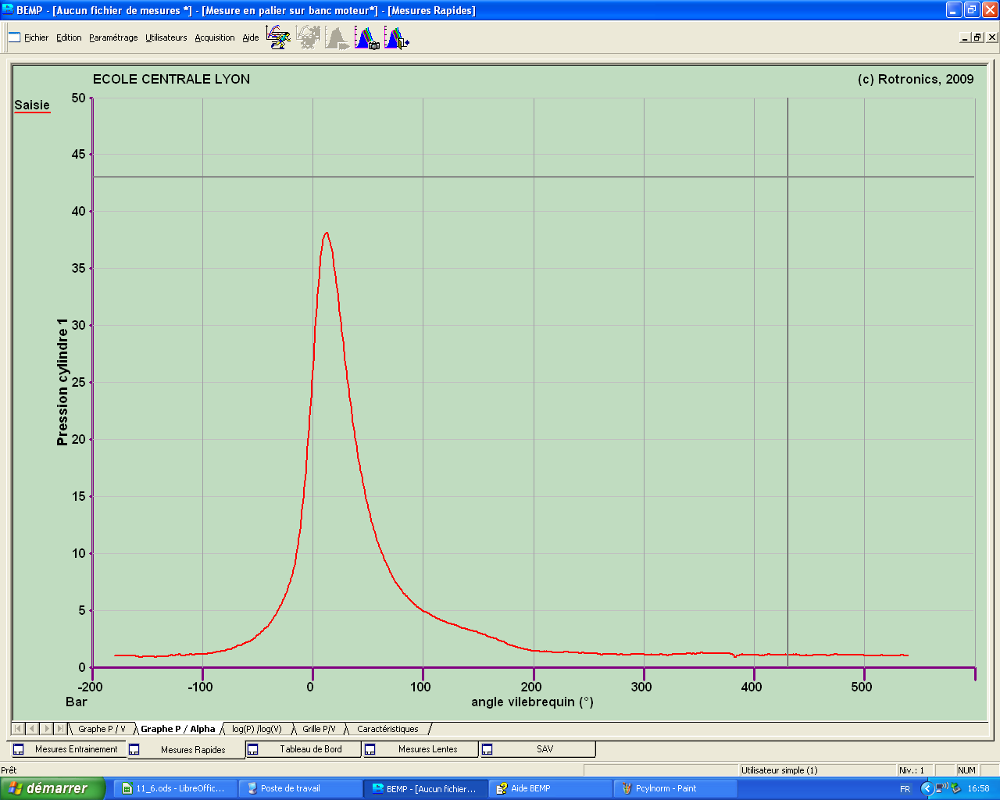 BEMP - [Aucun fichier de mesures *] - [Mesure en palier sur banc moteur*] - [Mesures Rapides]
Fichier Edition Paramétrage Utilisateurs Acquisition Aide
ECOLE CENTRALE LYON
(c) Rotronics, 2009
Saisie
50
45
40
35
30
25
20
15
10
5
0
Pression cylindre 1
-200 -100 0 100 200 300 400 500
Bar
angle vilebrequin (°)
Graphe P / V Graphe P / Alpha log(P) /log(V) Grille P/V Caractéristiques
Mesures Entrainement Mesures Rapides Tableau de Bord Mesures Lentes SAV
Prêt Utilisateur simple (1) Niv.: 1 NUM
démarrer 11_6.ods - LibreOffic... Poste de travail BEMP - [Aucun fichier... Aide BEMP Pcylnorm - Paint FR 16:58